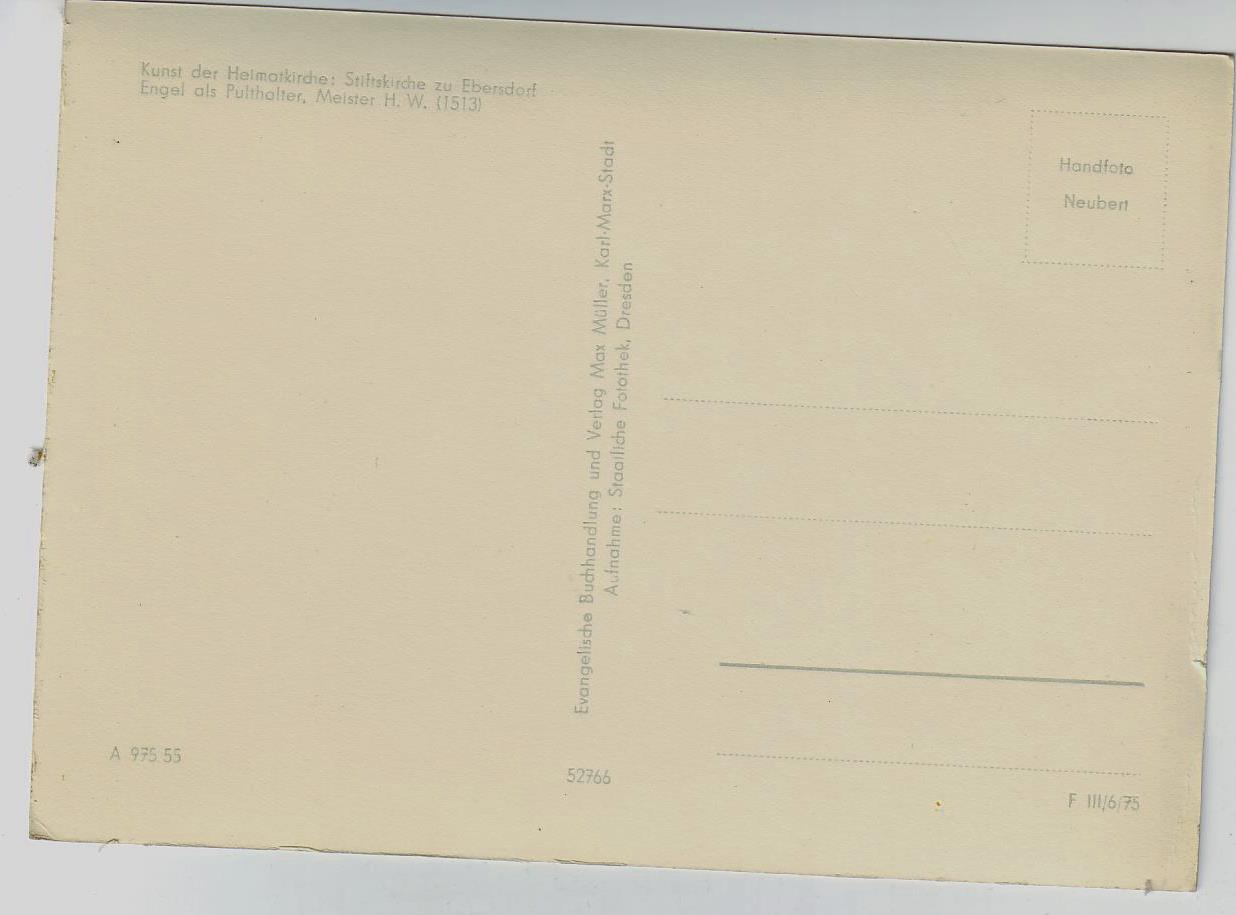 Kunst der Heimatkirche: Stiftskirche zu Ebersdorf
Engel als Pulthalter, Meister H. W. (1513)
Handfoto
Neubert
Evangelische Buchhandlung und Verlag Max Müller, Karl-Marx-Stadt
Aufnahme: Staatliche Fotothek, Dresden
A 975 55
52766
F III/6/75